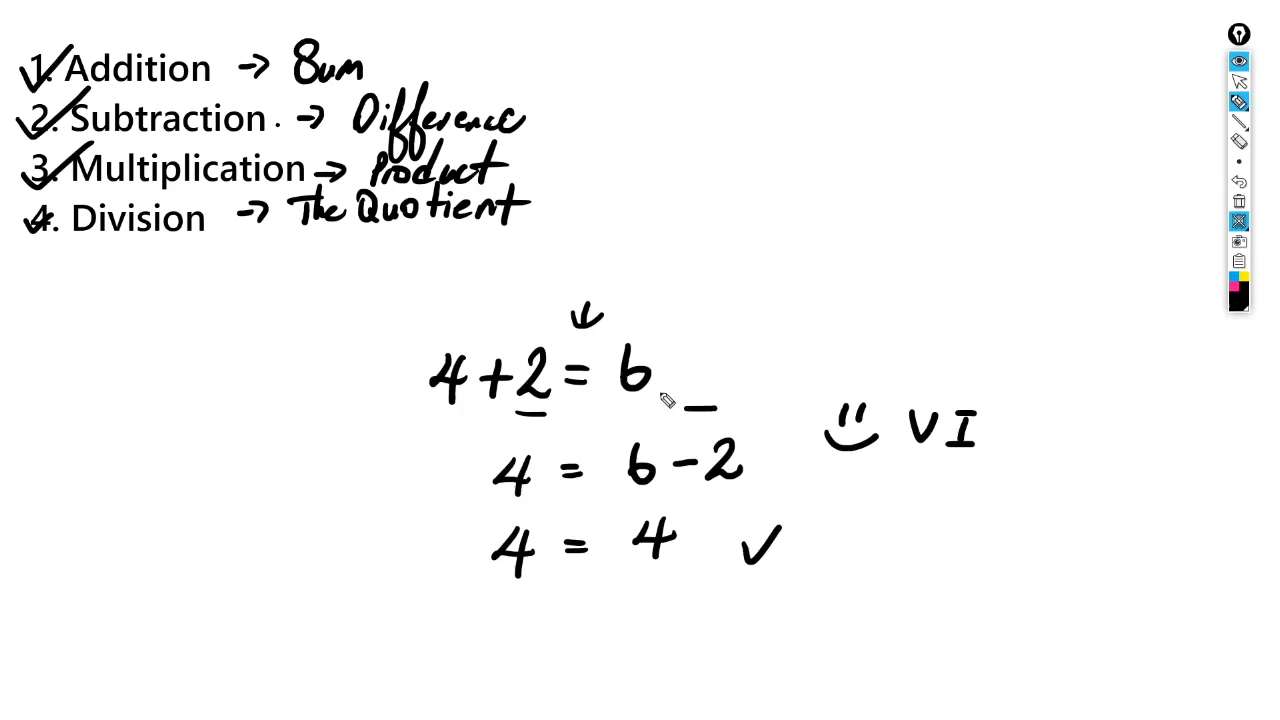 1. Addition → Sum
2. Subtraction . → Difference
3. Multiplication → Product
4. Division → The Quotient
4 + 2 = 6
4 = 6 - 2
VI
4 = 4 ✓